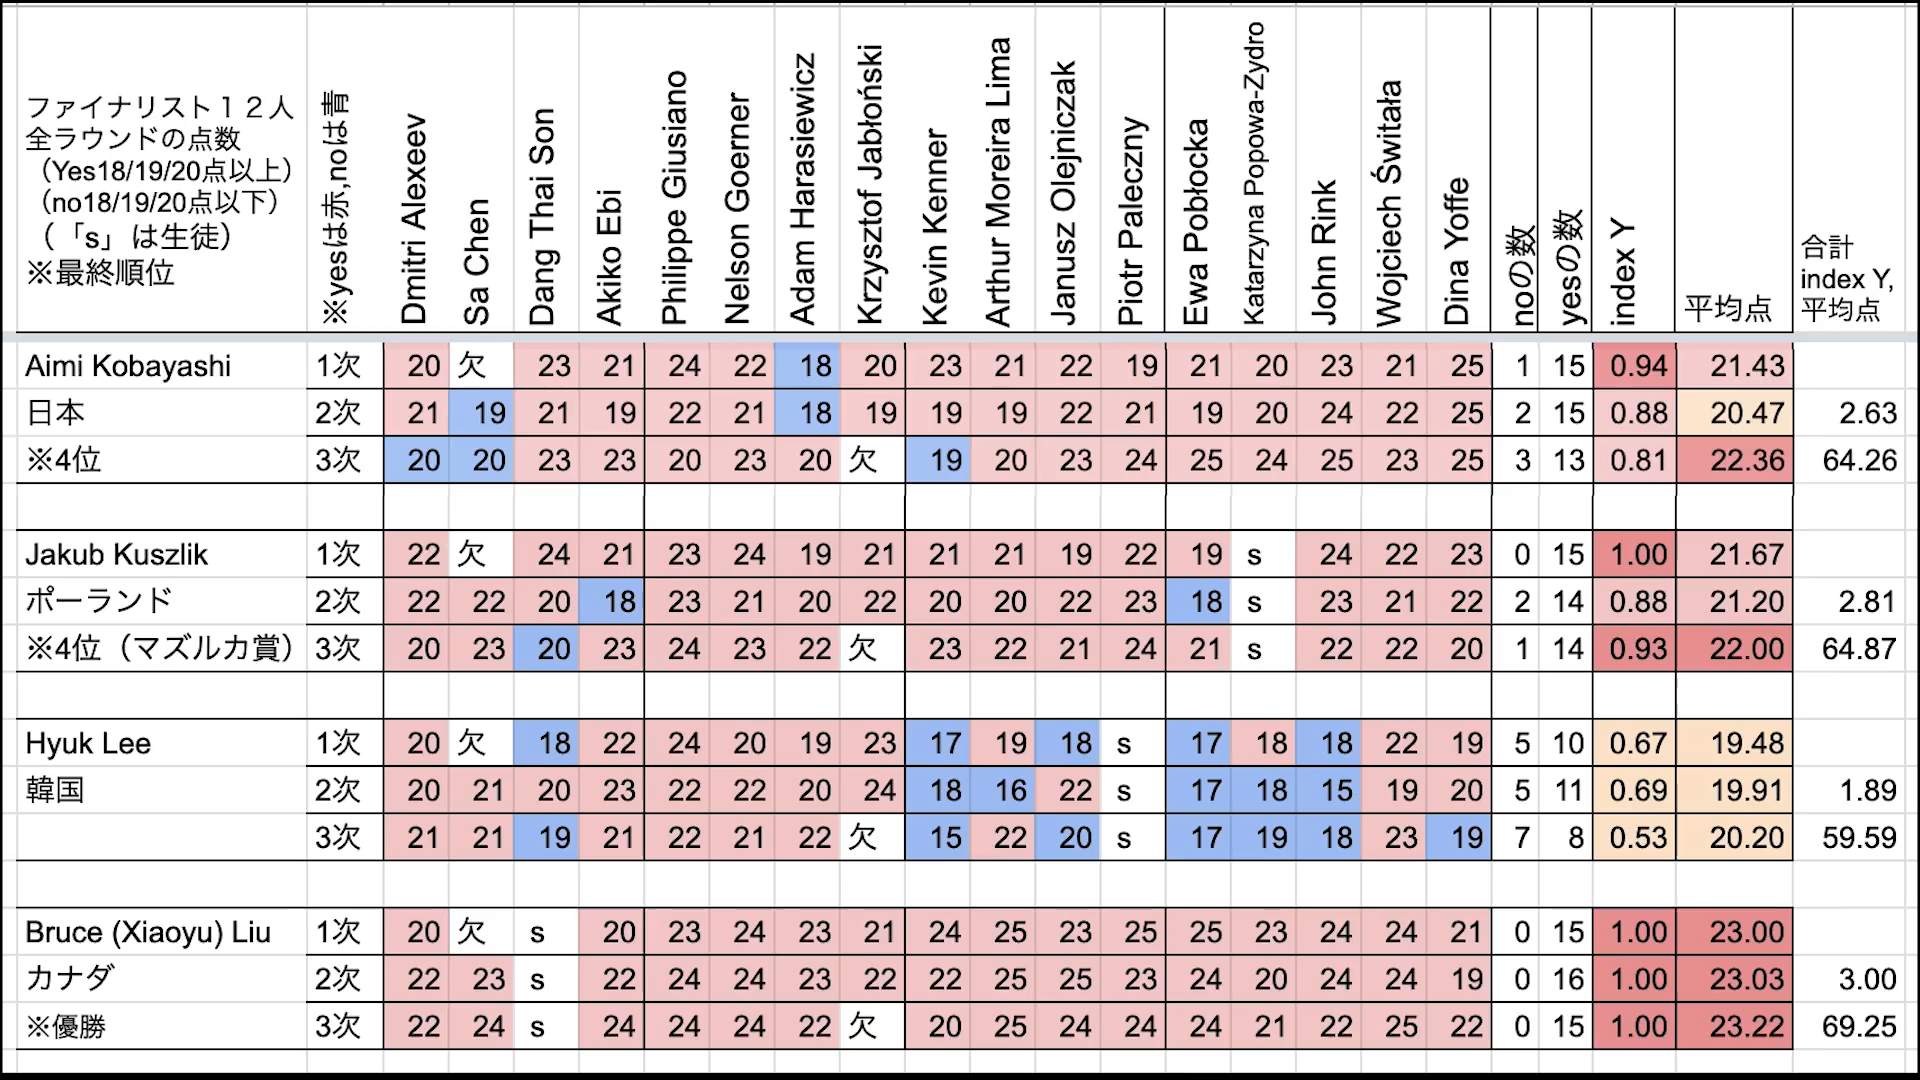 ファイナリスト１２人
全ラウンドの点数
（Yes18/19/20点以上）
（no18/19/20点以下）
（「s」は生徒）
※最終順位
※yesは赤,noは青
Dmitri Alexeev
Sa Chen
Dang Thai Son
Akiko Ebi
Philippe Giusiano
Nelson Goerner
Adam Harasiewicz
Krzysztof Jabłoński
Kevin Kenner
Arthur Moreira Lima
Janusz Olejniczak
Piotr Paleczny
Ewa Pobłocka
Katarzyna Popowa-Zydro
John Rink
Wojciech Świtała
Dina Yoffe
noの数
yesの数
index Y
平均点
合計
index Y,
平均点
Aimi Kobayashi 1次 20 欠 23 21 24 22 18 20 23 21 22 19 21 20 23 21 25 1 15 0.94 21.43
日本 2次 21 19 21 19 22 21 18 19 19 19 22 21 19 20 24 22 25 2 15 0.88 20.47 2.63
※4位 3次 20 20 23 23 20 23 20 欠 19 20 23 24 25 24 25 23 25 3 13 0.81 22.36 64.26
Jakub Kuszlik 1次 22 欠 24 21 23 24 19 21 21 21 19 22 19 s 24 22 23 0 15 1.00 21.67
ポーランド 2次 22 22 20 18 23 21 20 22 20 20 22 23 18 s 23 21 22 2 14 0.88 21.20 2.81
※4位（マズルカ賞） 3次 20 23 20 23 24 23 22 欠 23 22 21 24 21 s 22 22 20 1 14 0.93 22.00 64.87
Hyuk Lee 1次 20 欠 18 22 24 20 19 23 17 19 18 s 17 18 18 22 19 5 10 0.67 19.48
韓国 2次 20 21 20 23 22 22 20 24 18 16 22 s 17 18 15 19 20 5 11 0.69 19.91 1.89
3次 21 21 19 21 22 21 22 欠 15 22 20 s 17 19 18 23 19 7 8 0.53 20.20 59.59
Bruce (Xiaoyu) Liu 1次 20 欠 s 20 23 24 23 21 24 25 23 25 25 23 24 24 21 0 15 1.00 23.00
カナダ 2次 22 23 s 22 24 24 23 22 22 25 25 23 24 20 24 24 19 0 16 1.00 23.03 3.00
※優勝 3次 22 24 s 24 24 24 22 欠 20 25 24 24 24 21 22 25 22 0 15 1.00 23.22 69.25